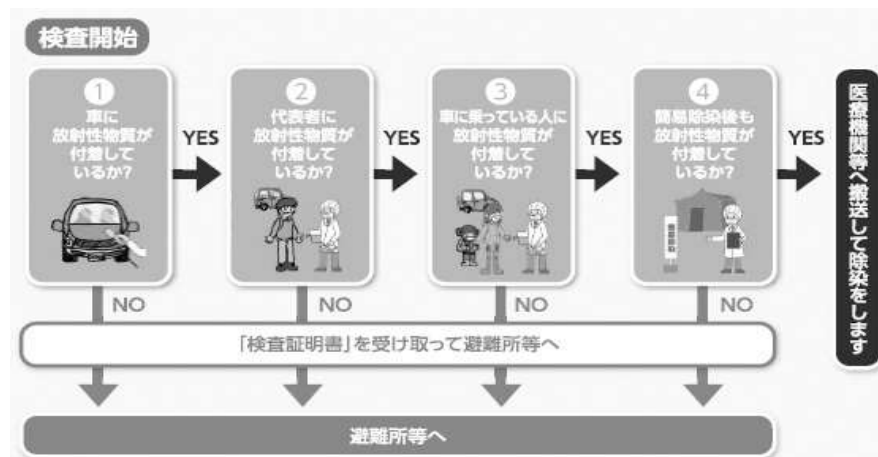 検査開始
1
車に
放射性物質が
付着して
いるか?
YES
2
代表者に
放射性物質が
付着して
いるか?
YES
3
車に乗っている人に
放射性物質が
付着して
いるか?
YES
4
簡易除染後も
放射性物質が
付着して
いるか?
YES
医療機関等へ搬送して除染をします
NO
NO
NO
NO
「検査証明書」を受け取って避難所等へ
避難所等へ